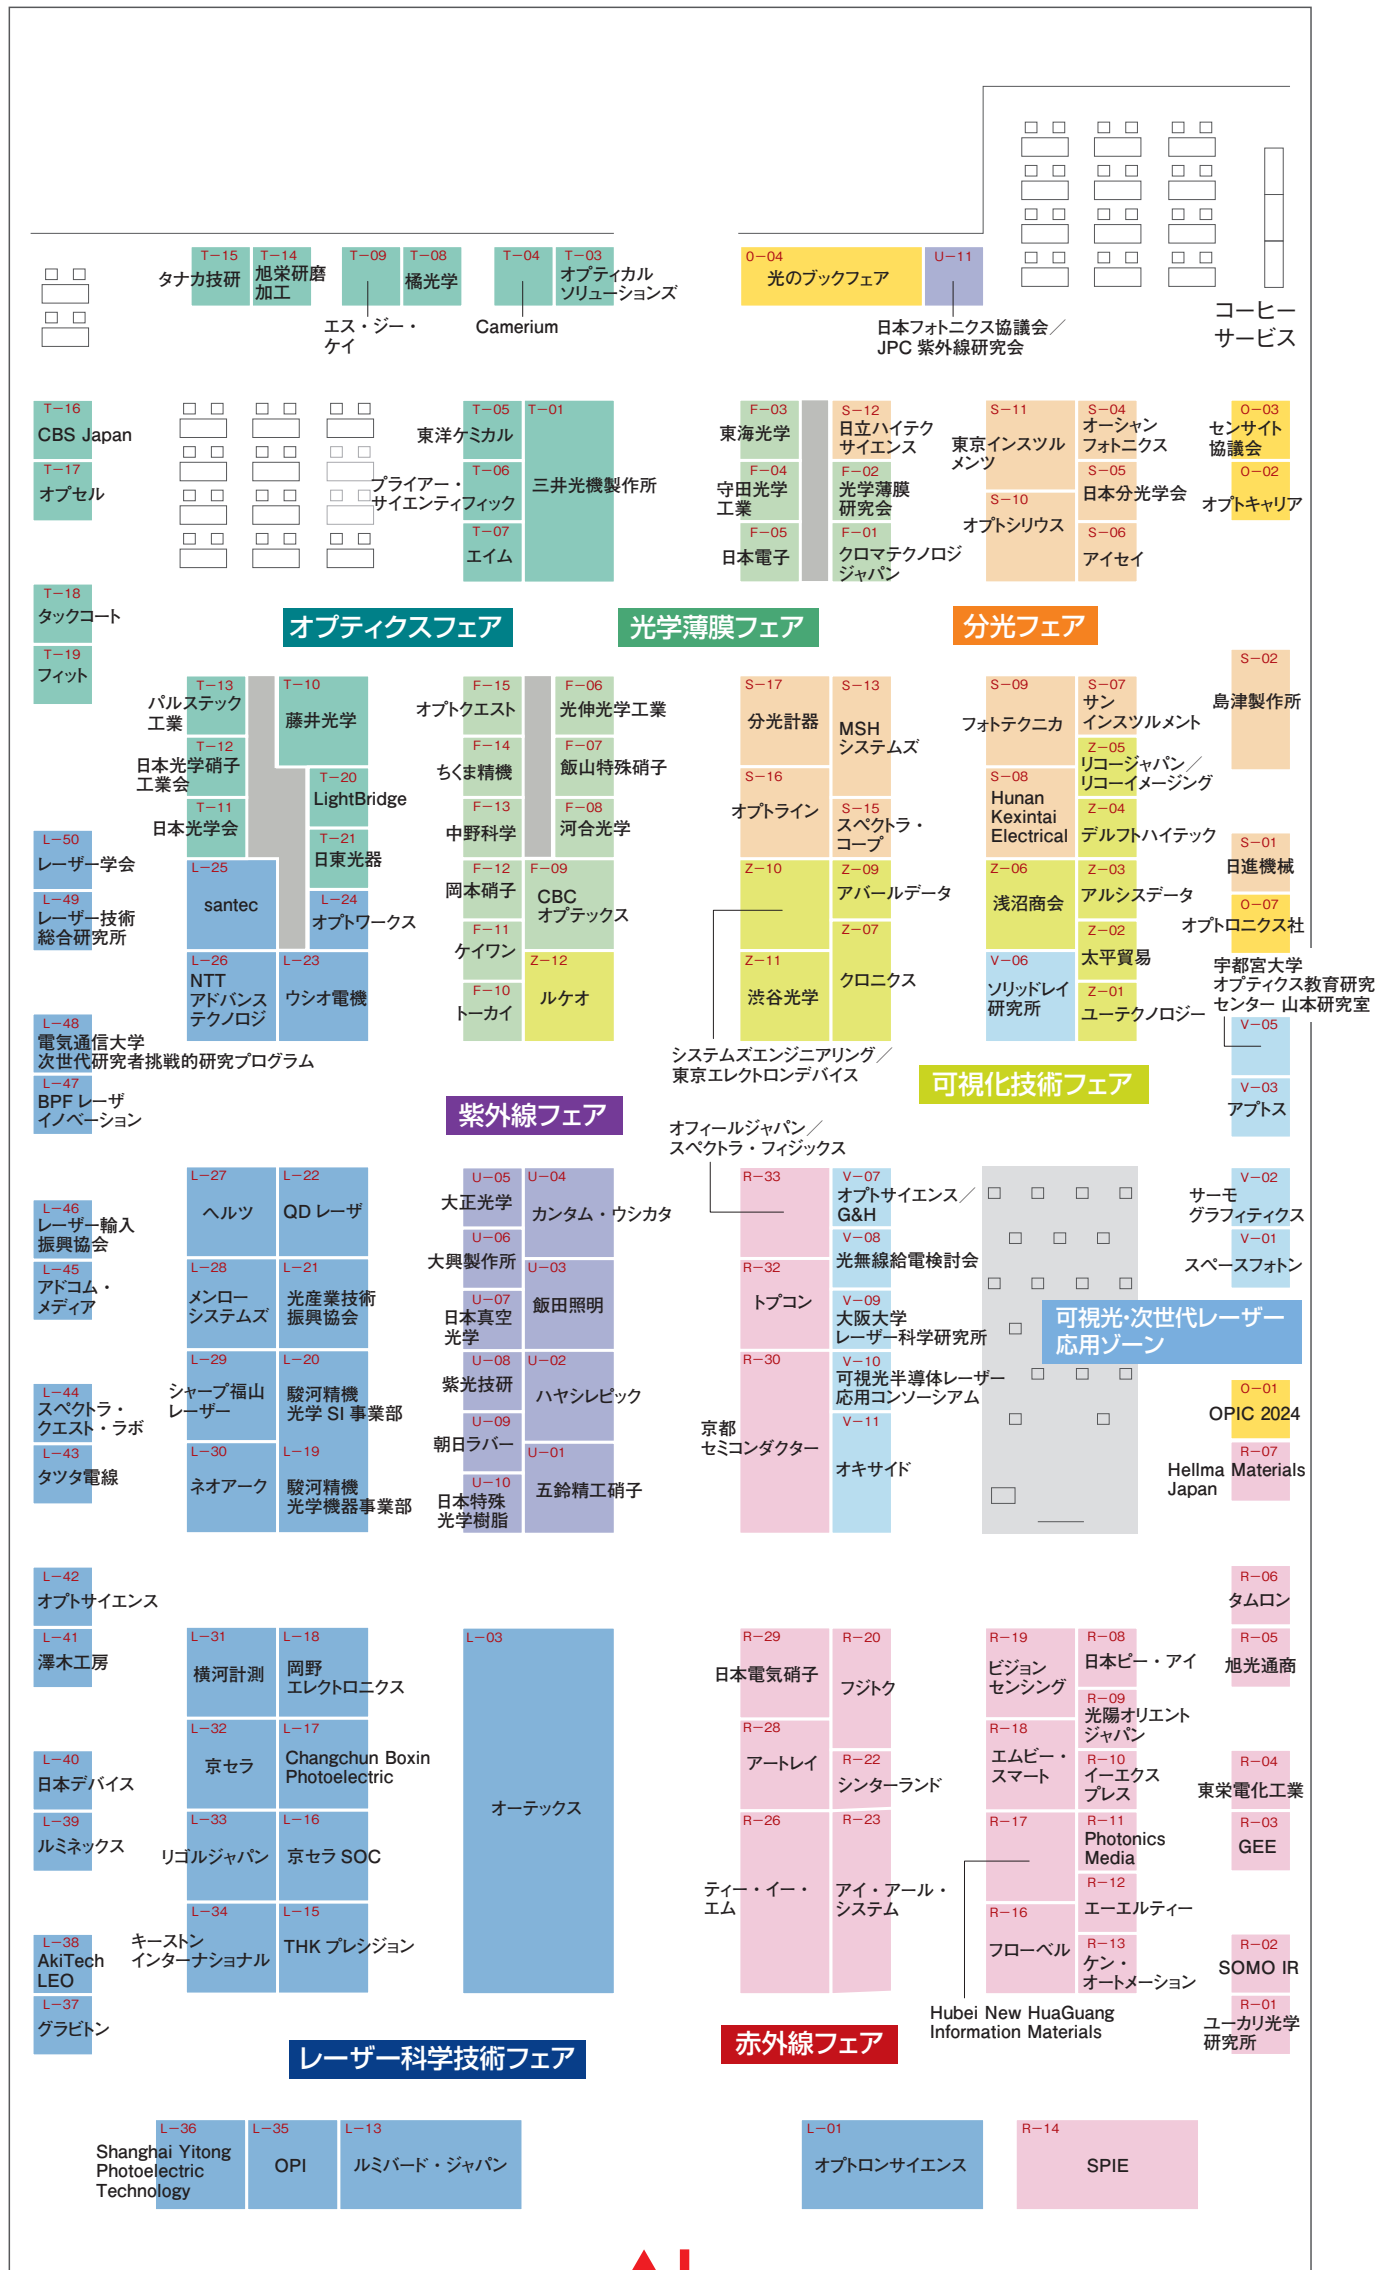 T-15
タナカ技研
T-14
旭栄研磨
加工
T-09
エス・ジー・
ケイ
T-08
橘光学
T-04
Camerium
T-03
オプティカル
ソリューションズ
O-04
光のブックフェア
U-11
日本フォトニクス協議会／
JPC 紫外線研究会
コーヒー
サービス
T-16
CBS Japan
T-17
オプセル
T-05
東洋ケミカル
T-06
プライアー・
サイエンティフィック
T-07
エイム
T-01
三井光機製作所
F-03
東海光学
F-04
守田光学
工業
F-05
日本電子
S-12
日立ハイテク
サイエンス
F-02
光学薄膜
研究会
F-01
クロマテクノロジ
ジャパン
S-11
東京インスツル
メンツ
S-10
オプトシリウス
S-04
オーシャン
フォトニクス
S-05
日本分光学会
S-06
アイセイ
O-03
センサイト
協議会
O-02
オプトキャリア
T-18
タックコート
T-19
フィット
オプティクスフェア
光学薄膜フェア
分光フェア
T-13
パルステック
工業
T-12
日本光学硝子
工業会
T-11
日本光学会
T-10
藤井光学
T-20
LightBridge
T-21
日東光器
L-25
santec
L-24
オプトワークス
L-26
NTT
アドバンス
テクノロジ
L-23
ウシオ電機
F-15
オプトクエスト
F-14
ちくま精機
F-13
中野科学
F-12
岡本硝子
F-11
ケイワン
F-10
トーカイ
F-06
光伸光学工業
F-07
飯山特殊硝子
F-08
河合光学
F-09
CBC
オプテックス
Z-12
ルケオ
S-17
分光計器
S-16
オプトライン
Z-10
Z-11
渋谷光学
システムズエンジニアリング／
東京エレクトロンデバイス
S-13
MSH
システムズ
S-15
スペクトラ・
コープ
Z-09
アバールデータ
Z-07
クロニクス
S-09
フォトテクニカ
S-08
Hunan
Kexintai
Electrical
Z-06
浅沼商会
V-06
ソリッドレイ
研究所
S-07
サン
インスツルメント
Z-05
リコージャパン／
リコーイメージング
Z-04
デルフトハイテック
Z-03
アルシスデータ
Z-02
太平貿易
Z-01
ユーテクノロジー
S-02
島津製作所
S-01
日進機械
O-07
オプトロニクス社
宇都宮大学
オプティクス教育研究
センター 山本研究室
V-05
V-03
アプトス
L-50
レーザー学会
L-49
レーザー技術
総合研究所
L-48
電気通信大学
次世代研究者挑戦的研究プログラム
L-47
BPF レーザ
イノベーション
紫外線フェア
可視化技術フェア
L-46
レーザー輸入
振興協会
L-45
アドコム・
メディア
L-44
スペクトラ・
クエスト・ラボ
L-43
タツタ電線
L-27
ヘルツ
L-22
QD レーザ
L-28
メンロー
システムズ
L-21
光産業技術
振興協会
L-29
シャープ福山
レーザー
L-20
駿河精機
光学 SI 事業部
L-30
ネオアーク
L-19
駿河精機
光学機器事業部
U-05
大正光学
U-06
大興製作所
U-07
日本真空
光学
U-08
紫光技研
U-09
朝日ラバー
U-10
日本特殊
光学樹脂
U-04
カンタム・ウシカタ
U-03
飯田照明
U-02
ハヤシレピック
U-01
五鈴精工硝子
オフィールジャパン／
スペクトラ・フィジックス
R-33
R-32
トプコン
R-30
京都
セミコンダクター
V-07
オプトサイエンス／
G&H
V-08
光無線給電検討会
V-09
大阪大学
レーザー科学研究所
V-10
可視光半導体レーザー
応用コンソーシアム
V-11
オキサイド
V-02
サーモ
グラフィティクス
V-01
スペースフォトン
可視光・次世代レーザー
応用ゾーン
O-01
OPIC 2024
R-07
Hellma Materials
Japan
L-42
オプトサイエンス
L-41
澤木工房
L-40
日本デバイス
L-39
ルミネックス
L-38
AkiTech
LEO
L-37
グラビトン
L-31
横河計測
L-18
岡野
エレクトロニクス
L-32
京セラ
L-17
Changchun Boxin
Photoelectric
L-33
リゴルジャパン
L-16
京セラ SOC
L-34
キーストン
インターナショナル
L-15
THK プレシジョン
L-03
オーテックス
R-29
日本電気硝子
R-28
アートレイ
R-26
ティー・イー・
エム
R-20
フジトク
R-22
シンターランド
R-23
アイ・アール・
システム
R-19
ビジョン
センシング
R-18
エムビー・
スマート
R-17
R-16
フローベル
Hubei New HuaGuang
Information Materials
R-08
日本ピー・アイ
R-09
光陽オリエント
ジャパン
R-10
イーエクス
プレス
R-11
Photonics
Media
R-12
エーエルティー
R-13
ケン・
オートメーション
R-06
タムロン
R-05
旭光通商
R-04
東栄電化工業
R-03
GEE
R-02
SOMO IR
R-01
ユーカリ光学
研究所
レーザー科学技術フェア
赤外線フェア
L-36
Shanghai Yitong
Photoelectric
Technology
L-35
OPI
L-13
ルミバード・ジャパン
L-01
オプトロンサイエンス
R-14
SPIE